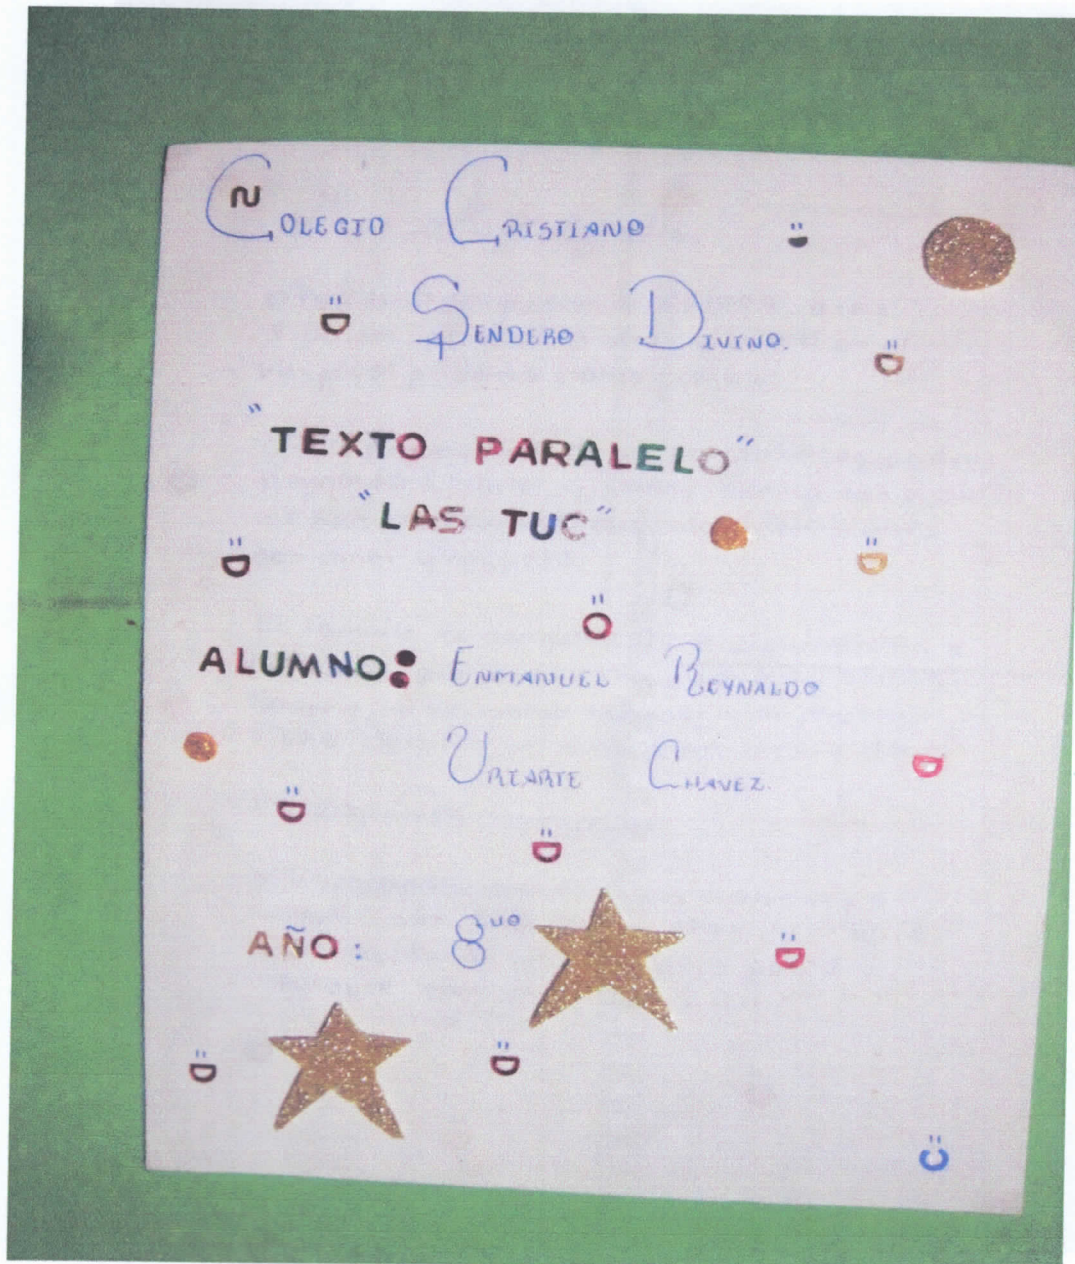 COLEGIO CRISTIANO
SENDERO DIVINO.
"TEXTO PARALELO"
"LAS TUC"
ALUMNO: ENMANUEL REYNALDO
URIARTE CHAVEZ.
AÑO: 8vo